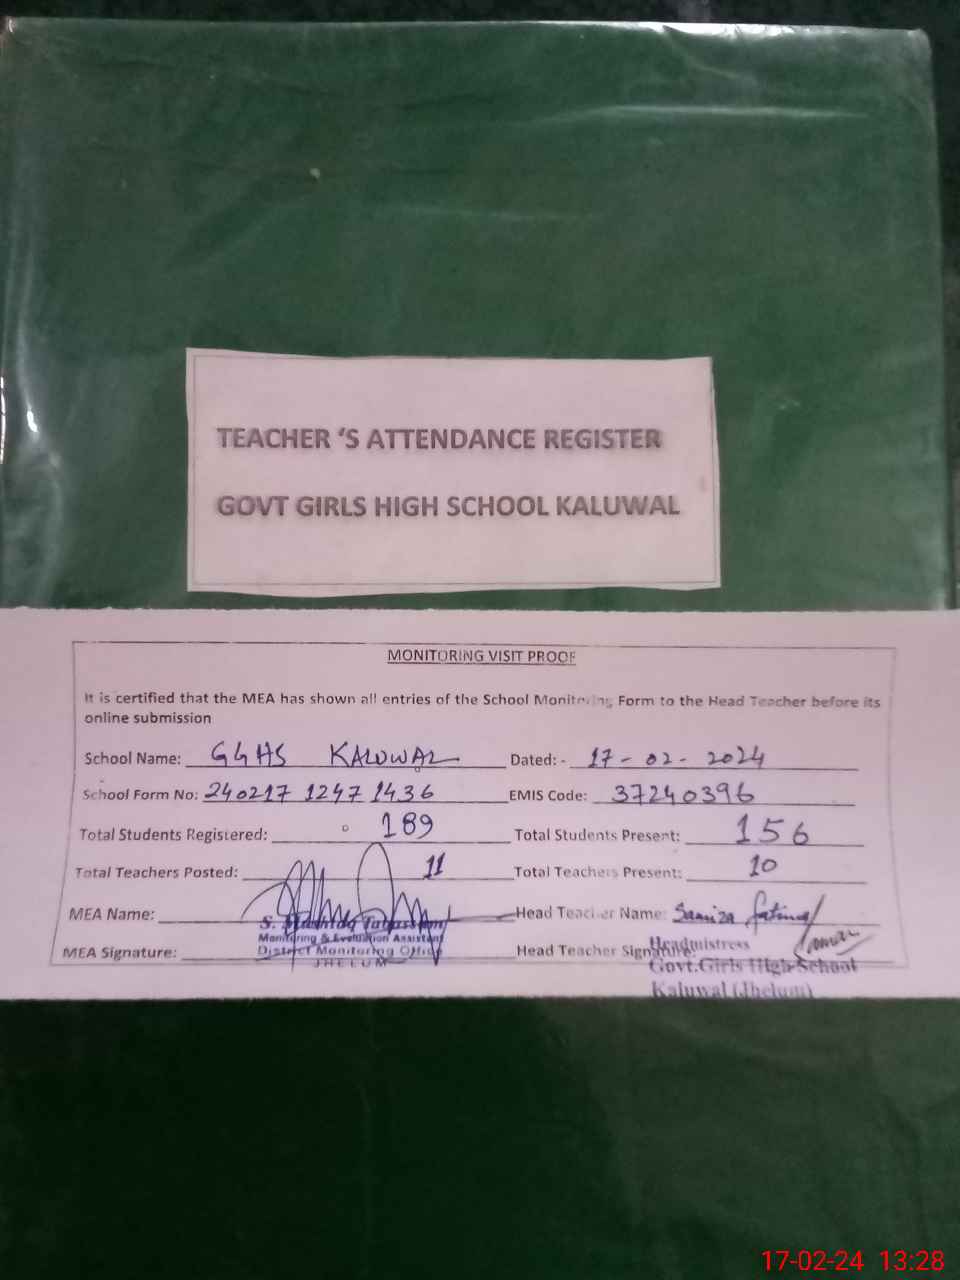 TEACHER ‘S ATTENDANCE REGISTER
GOVT GIRLS HIGH SCHOOL KALUWAL
MONITORING VISIT PROOF
It is certified that the MEA has shown all entries of the School Monitoring Form to the Head Teacher before its
online submission
School Name: GGHS KALUWAL Dated: - 17-02-2024
School Form No: 240217 1247 1436 EMIS Code: 37240396
Total Students Registered: 189 Total Students Present: 156
Total Teachers Posted: 11 Total Teachers Present: 10
MEA Name: Head Teacher Name: Samiza Fatima
S.
Monitoring & Evaluation Assistant
MEA Signature: District Monitoring Office Head Teacher Signature: Headmistress
JHELUM
Govt.Girls High School
Kaluwal (Jhelum)
17-02-24 13:28